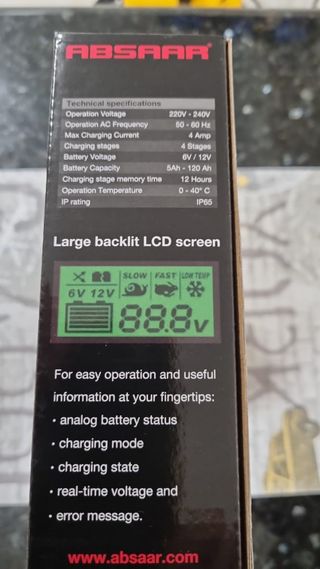 ABSAAR®
Technical specifications
Operation Voltage 220V - 240V
Operation AC Frequency 50 - 60 Hz
Max Charging Current 4 Amp
Charging stages 4 Stages
Battery Voltage 6V / 12V
Battery Capacity 5Ah - 120 Ah
Charging stage memory time 12 Hours
Operation Temperature 0 - 40° C
IP rating IP65
Large backlit LCD screen
SLOW FAST LOW TEMP
6V 12V
88.8v
For easy operation and useful
information at your fingertips:
• analog battery status
• charging mode
• charging state
• real-time voltage and
• error message.
www.absaar.com